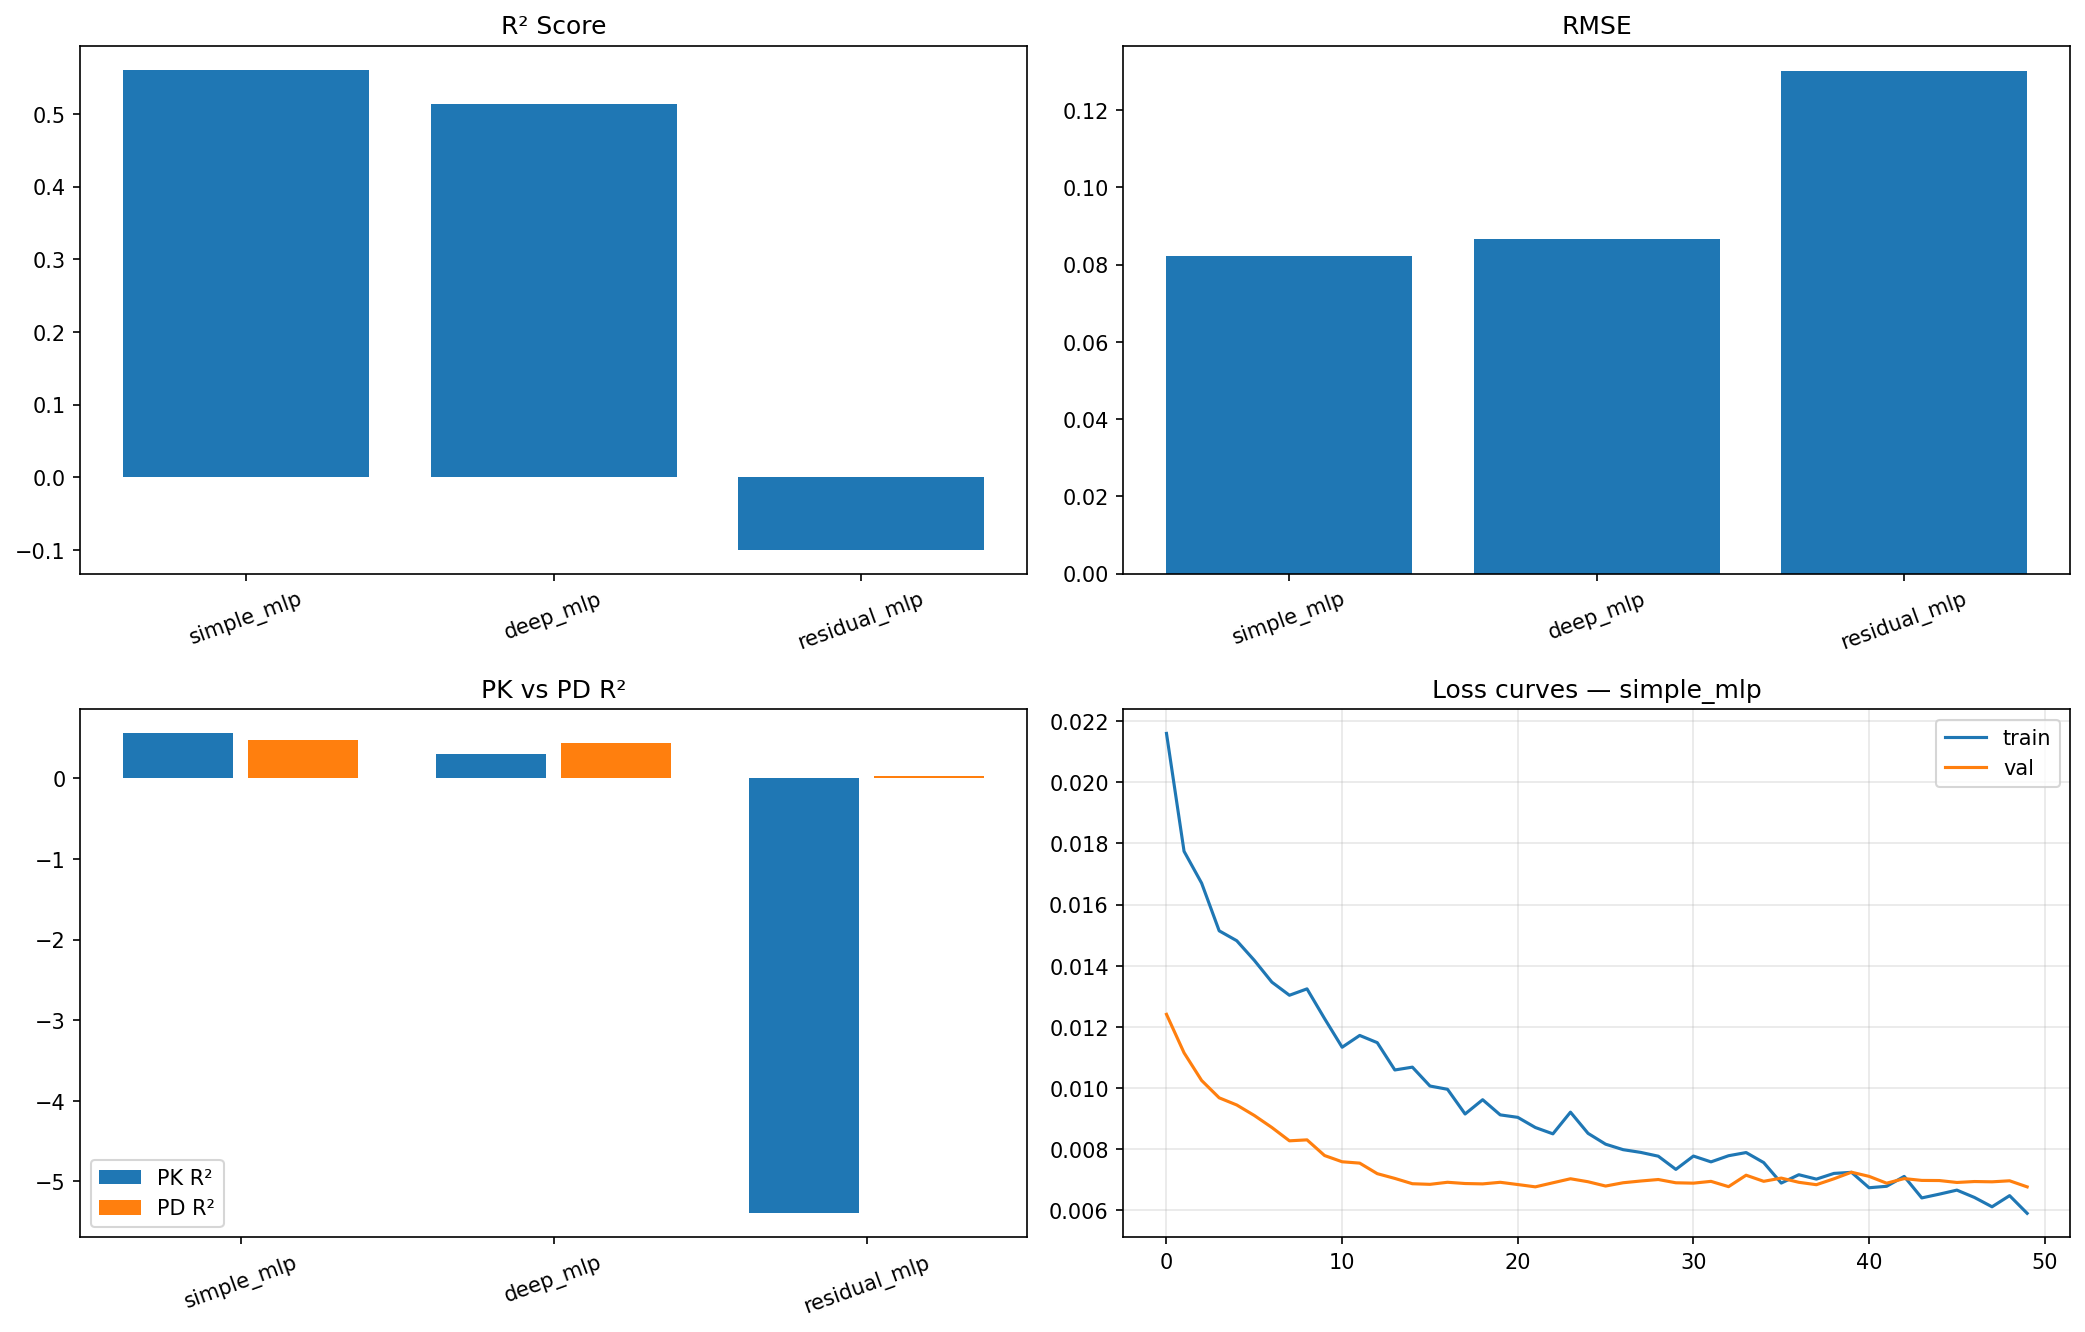 R² Score
0.5
0.4
0.3
0.2
0.1
0.0
−0.1
simple_mlp
deep_mlp
residual_mlp
RMSE
0.12
0.10
0.08
0.06
0.04
0.02
0.00
simple_mlp
deep_mlp
residual_mlp
PK vs PD R²
0
−1
−2
−3
−4
−5
PK R²
PD R²
simple_mlp
deep_mlp
residual_mlp
Loss curves — simple_mlp
0.022
0.020
0.018
0.016
0.014
0.012
0.010
0.008
0.006
train
val
0
10
20
30
40
50